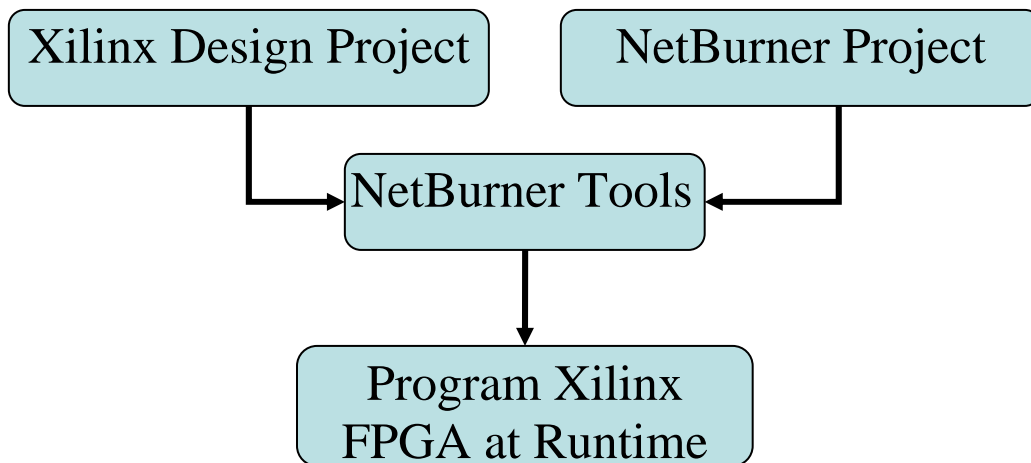 Xilinx Design Project
NetBurner Project
NetBurner Tools
Program Xilinx
FPGA at Runtime